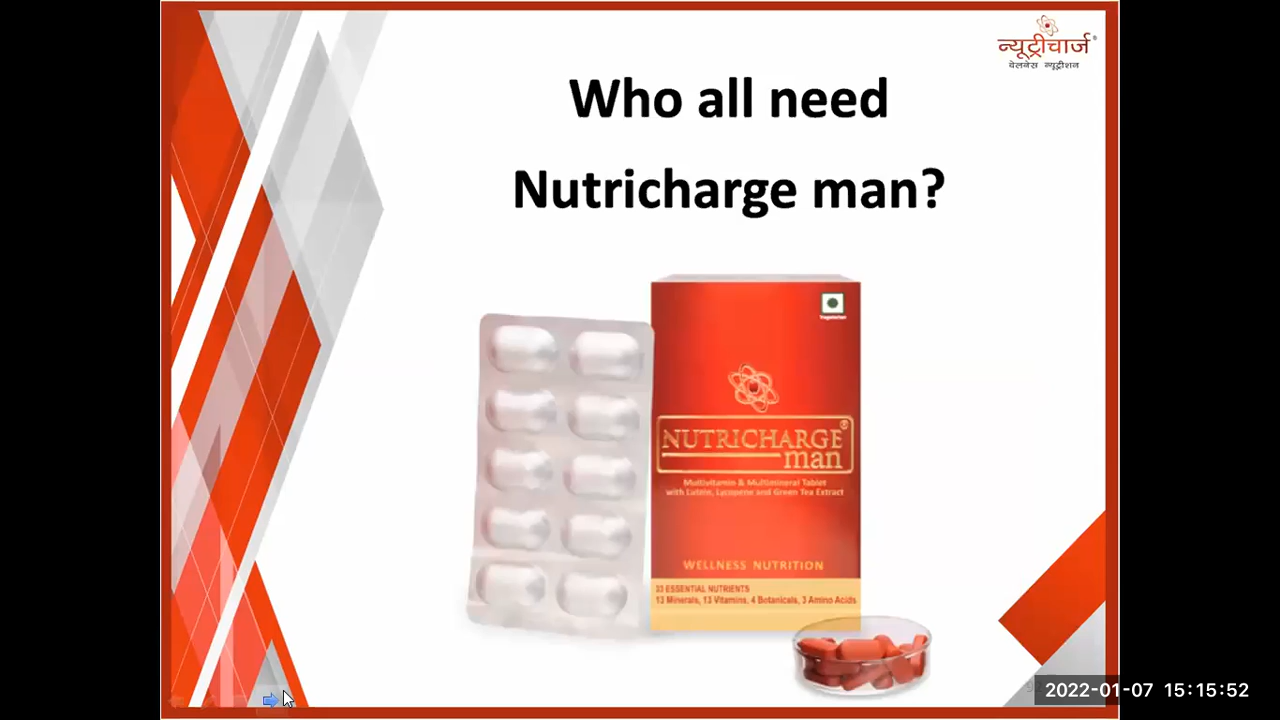 न्यूट्रीचार्ज®
वेलनेस न्यूट्रीशन
Who all need
Nutricharge man?
Vegetarian
NUTRICHARGE®
man
Multivitamin & Multimineral Tablet
with Lutein, Lycopene and Green Tea Extract
WELLNESS NUTRITION
33 ESSENTIAL NUTRIENTS
13 Minerals, 13 Vitamins, 4 Botanicals, 3 Amino Acids
2022-01-07 15:15:52